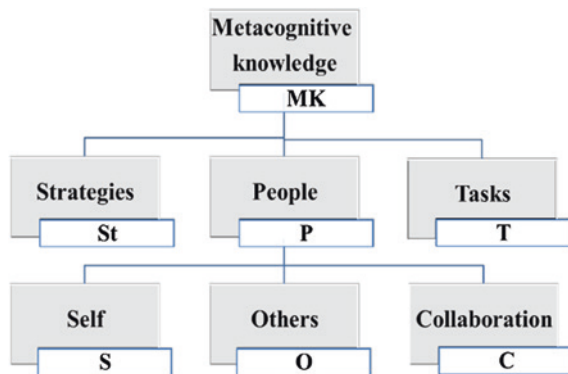 Metacognitive
knowledge
MK
Strategies
People
Tasks
St
P
T
Self
Others
Collaboration
S
O
C